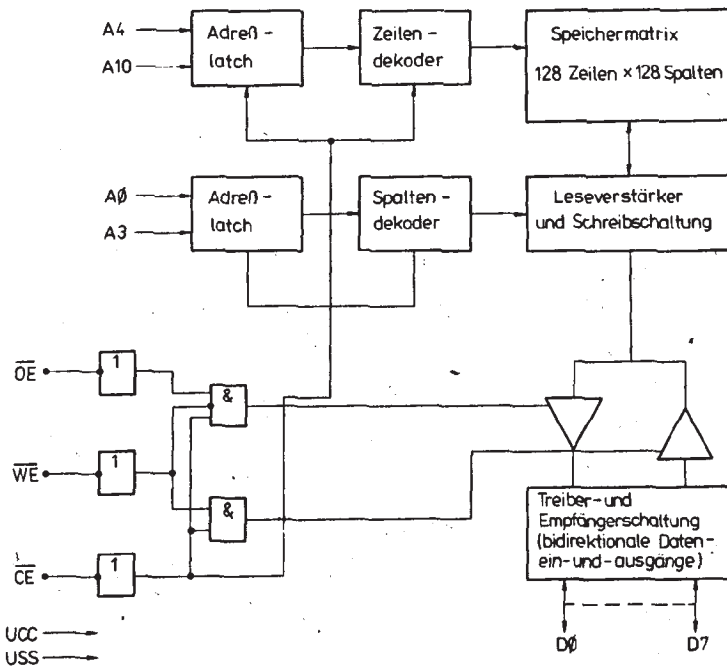 A4
A10
Adreß-
latch
Zeilen-
dekoder
Speichermatrix
128 Zeilen × 128 Spalten
AØ
A3
Adreß-
latch
Spalten-
dekoder
Leseverstärker
und Schreibschaltung
OE
1
&
WE
1
&
CE
1
Treiber-und
Empfängerschaltung
(bidirektionale Daten-
ein-und-ausgänge)
UCC
USS
DØ
D7